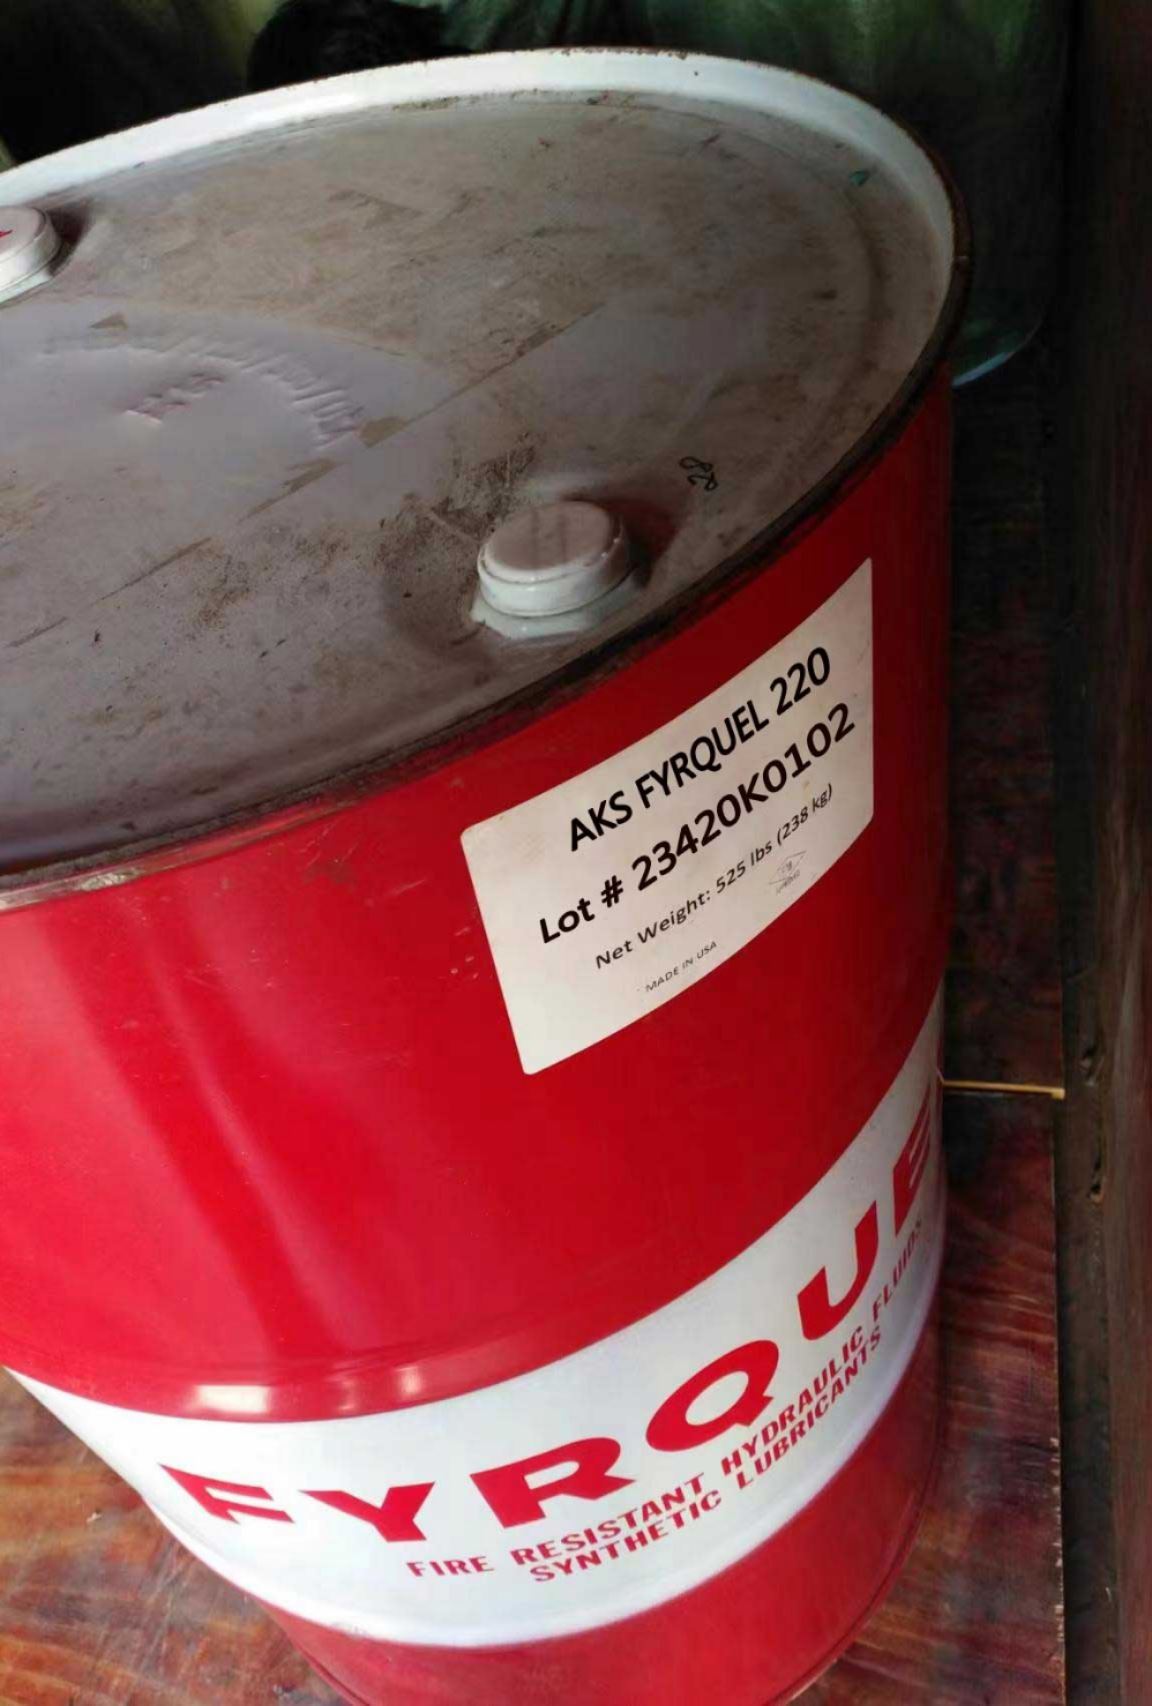 AKS FYRQUEL 220
Lot # 23420K0102
Net Weight: 525 lbs (238 kg)
MADE IN USA
FYRQUE
FIRE RESISTANT HYDRAULIC FLUIDS
SYNTHETIC LUBRICANTS